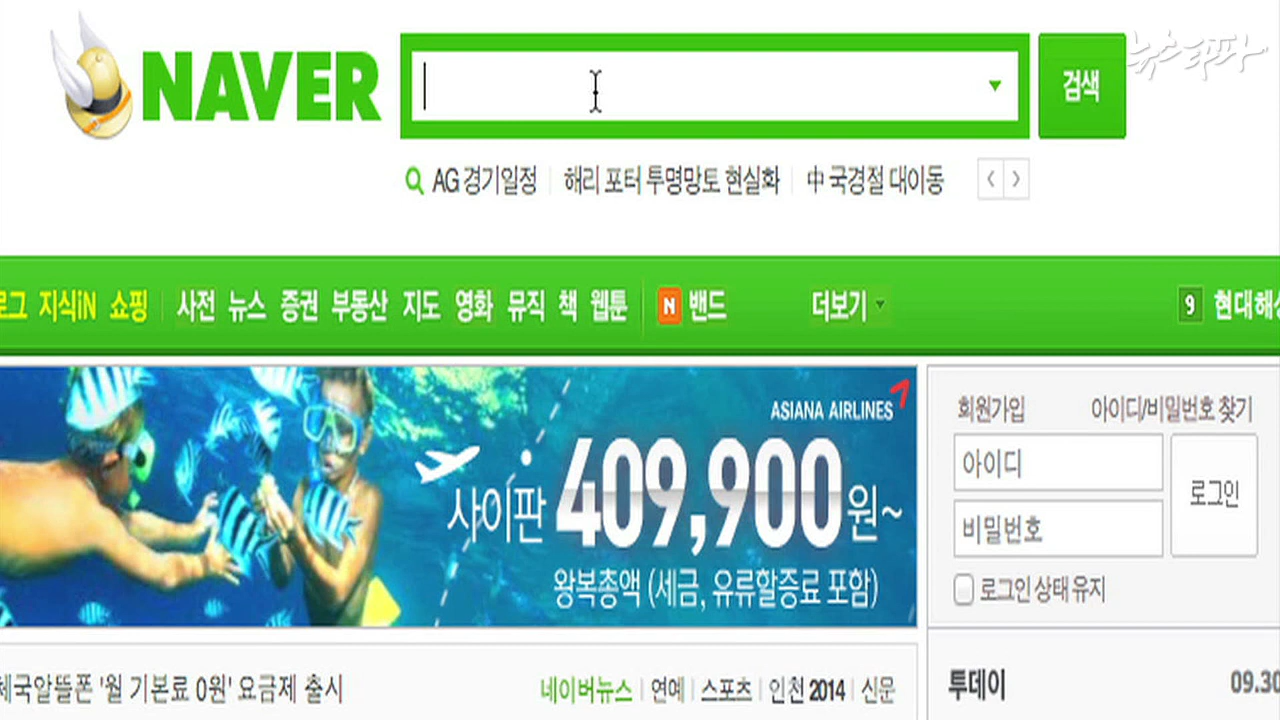 뉴스타파
NAVER
검색
AG 경기일정
해리 포터 투명망토 현실화
中 국경절 대이동
지식iN 쇼핑 사전 뉴스 증권 부동산 지도 영화 뮤직 책 웹툰 N 밴드 더보기 9
ASIANA AIRLINES
사이판 409,900원~
왕복총액 (세금, 유류할증료 포함)
회원가입 아이디/비밀번호 찾기
아이디
비밀번호
로그인
로그인 상태 유지
'월 기본료 0원' 요금제 출시
네이버뉴스 연예 스포츠 인천 2014 신문
투데이 09.30